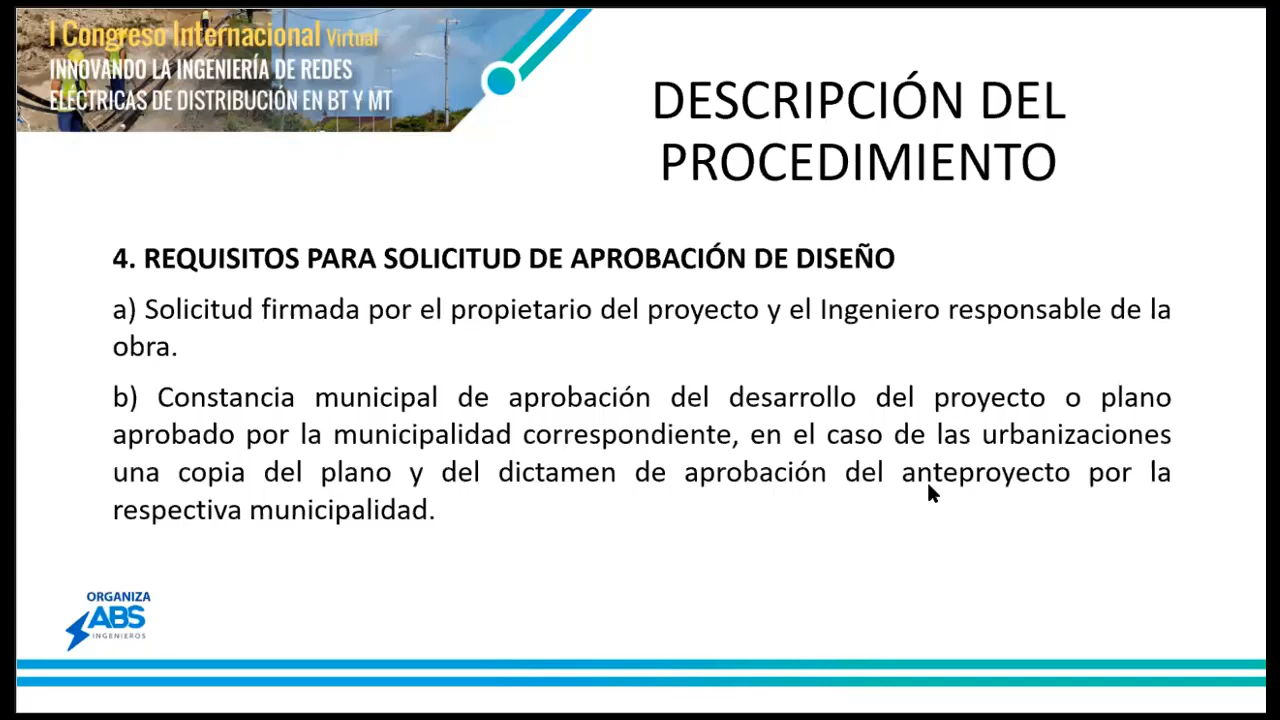 I Congreso Internacional Virtual
INNOVANDO LA INGENIERÍA DE REDES
ELÉCTRICAS DE DISTRIBUCIÓN EN BT Y MT
DESCRIPCIÓN DEL
PROCEDIMIENTO
4. REQUISITOS PARA SOLICITUD DE APROBACIÓN DE DISEÑO
a) Solicitud firmada por el propietario del proyecto y el Ingeniero responsable de la
obra.
b) Constancia municipal de aprobación del desarrollo del proyecto o plano
aprobado por la municipalidad correspondiente, en el caso de las urbanizaciones
una copia del plano y del dictamen de aprobación del anteproyecto por la
respectiva municipalidad.
ORGANIZA
ABS
INGENIEROS